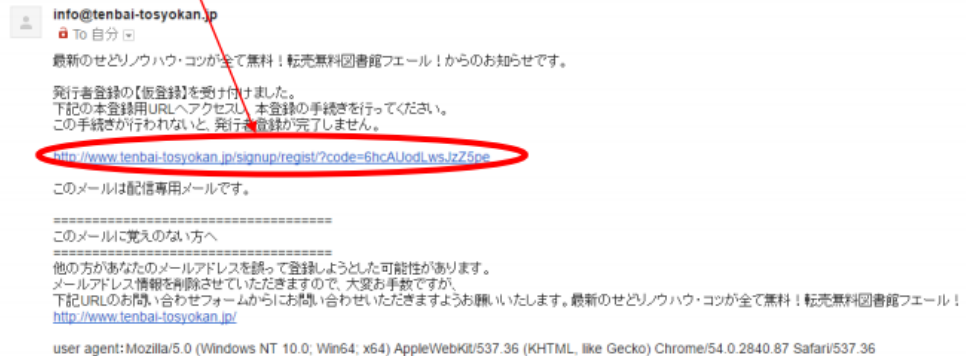 info@tenbai-tosyokan.jp
To 自分
最新のせどりノウハウ・コツが全て無料！転売無料図書館フエール！からのお知らせです。
発行者登録の【仮登録】を受け付けました。
下記の本登録用URLへアクセスし、本登録の手続きを行ってください。
この手続きが行われないと、発行者登録が完了しません。
http://www.tenbai-tosyokan.jp/signup/regist/?code=6hcAUodLwsJzZ5pe
このメールは配信専用メールです。
===================================
このメールに覚えのない方へ
===================================
他の方があなたのメールアドレスを誤って登録しようとした可能性があります。
メールアドレス情報を削除させていただきますので、大変お手数ですが、
下記URLのお問い合わせフォームからにお問い合わせいただきますようお願いいたします。最新のせどりノウハウ・コツが全て無料！転売無料図書館フエール！
http://www.tenbai-tosyokan.jp/
user agent：Mozilla/5.0 (Windows NT 10.0; Win64; x64) AppleWebKit/537.36 (KHTML, like Gecko) Chrome/54.0.2840.87 Safari/537.36